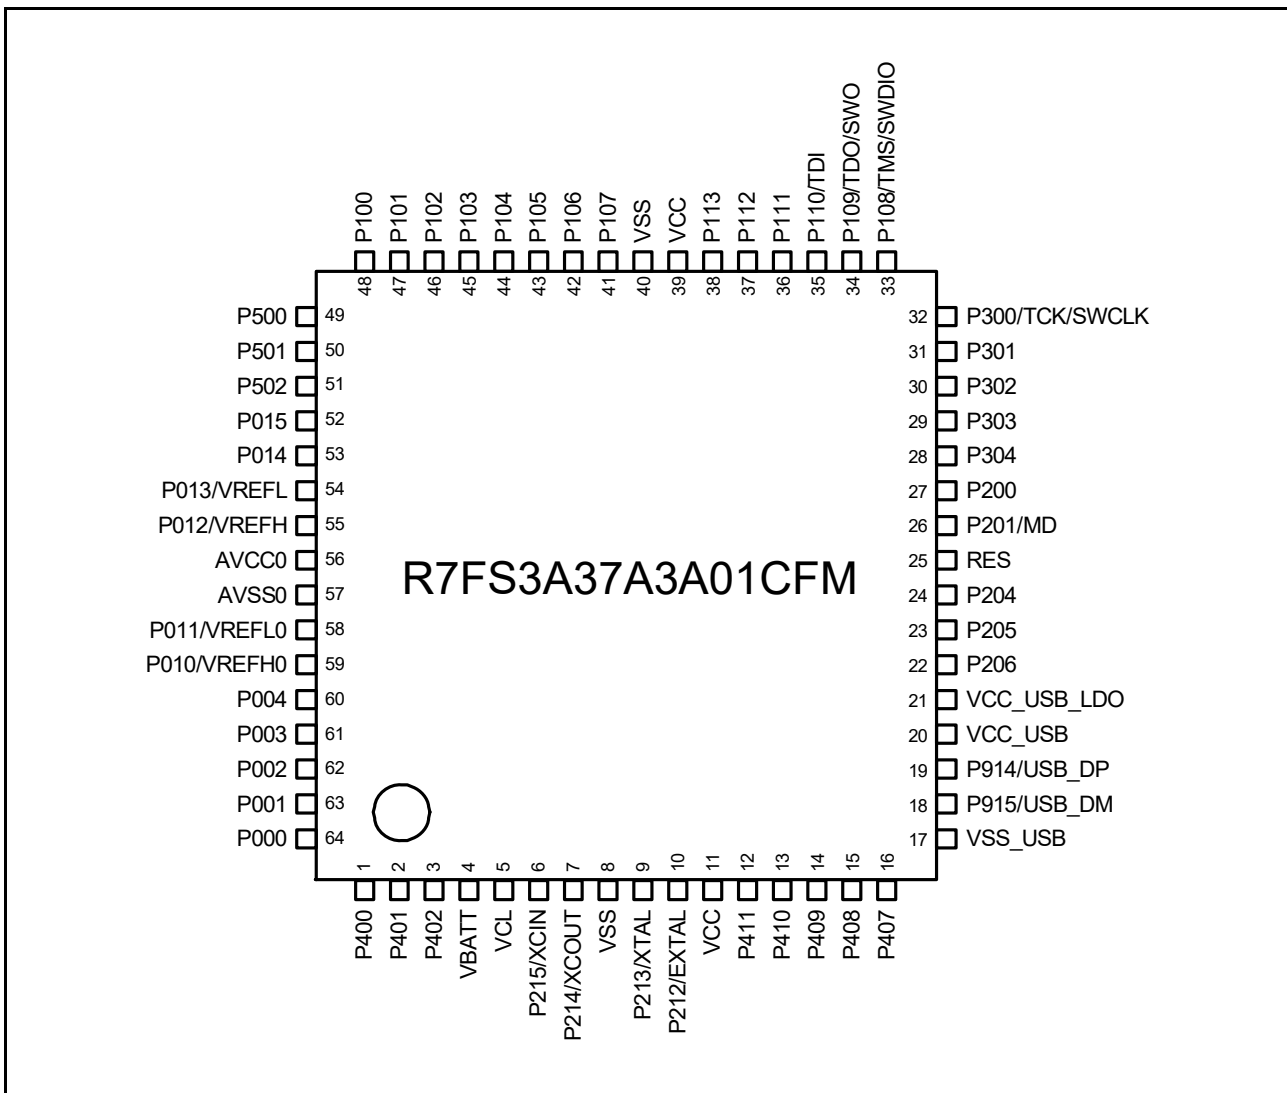 P100
P101
P102
P103
P104
P105
P106
P107
VSS
VCC
P113
P112
P111
P110/TDI
P109/TDO/SWO
P108/TMS/SWDIO
48
47
46
45
44
43
42
41
40
39
38
37
36
35
34
33
P500 49
P501 50
P502 51
P015 52
P014 53
P013/VREFL 54
P012/VREFH 55
AVCC0 56
AVSS0 57
P011/VREFL0 58
P010/VREFH0 59
P004 60
P003 61
P002 62
P001 63
P000 64
R7FS3A37A3A01CFM
32 P300/TCK/SWCLK
31 P301
30 P302
29 P303
28 P304
27 P200
26 P201/MD
25 RES
24 P204
23 P205
22 P206
21 VCC_USB_LDO
20 VCC_USB
19 P914/USB_DP
18 P915/USB_DM
17 VSS_USB
1
2
3
4
5
6
7
8
9
10
11
12
13
14
15
16
P400
P401
P402
VBATT
VCL
P215/XCIN
P214/XCOUT
VSS
P213/XTAL
P212/EXTAL
VCC
P411
P410
P409
P408
P407